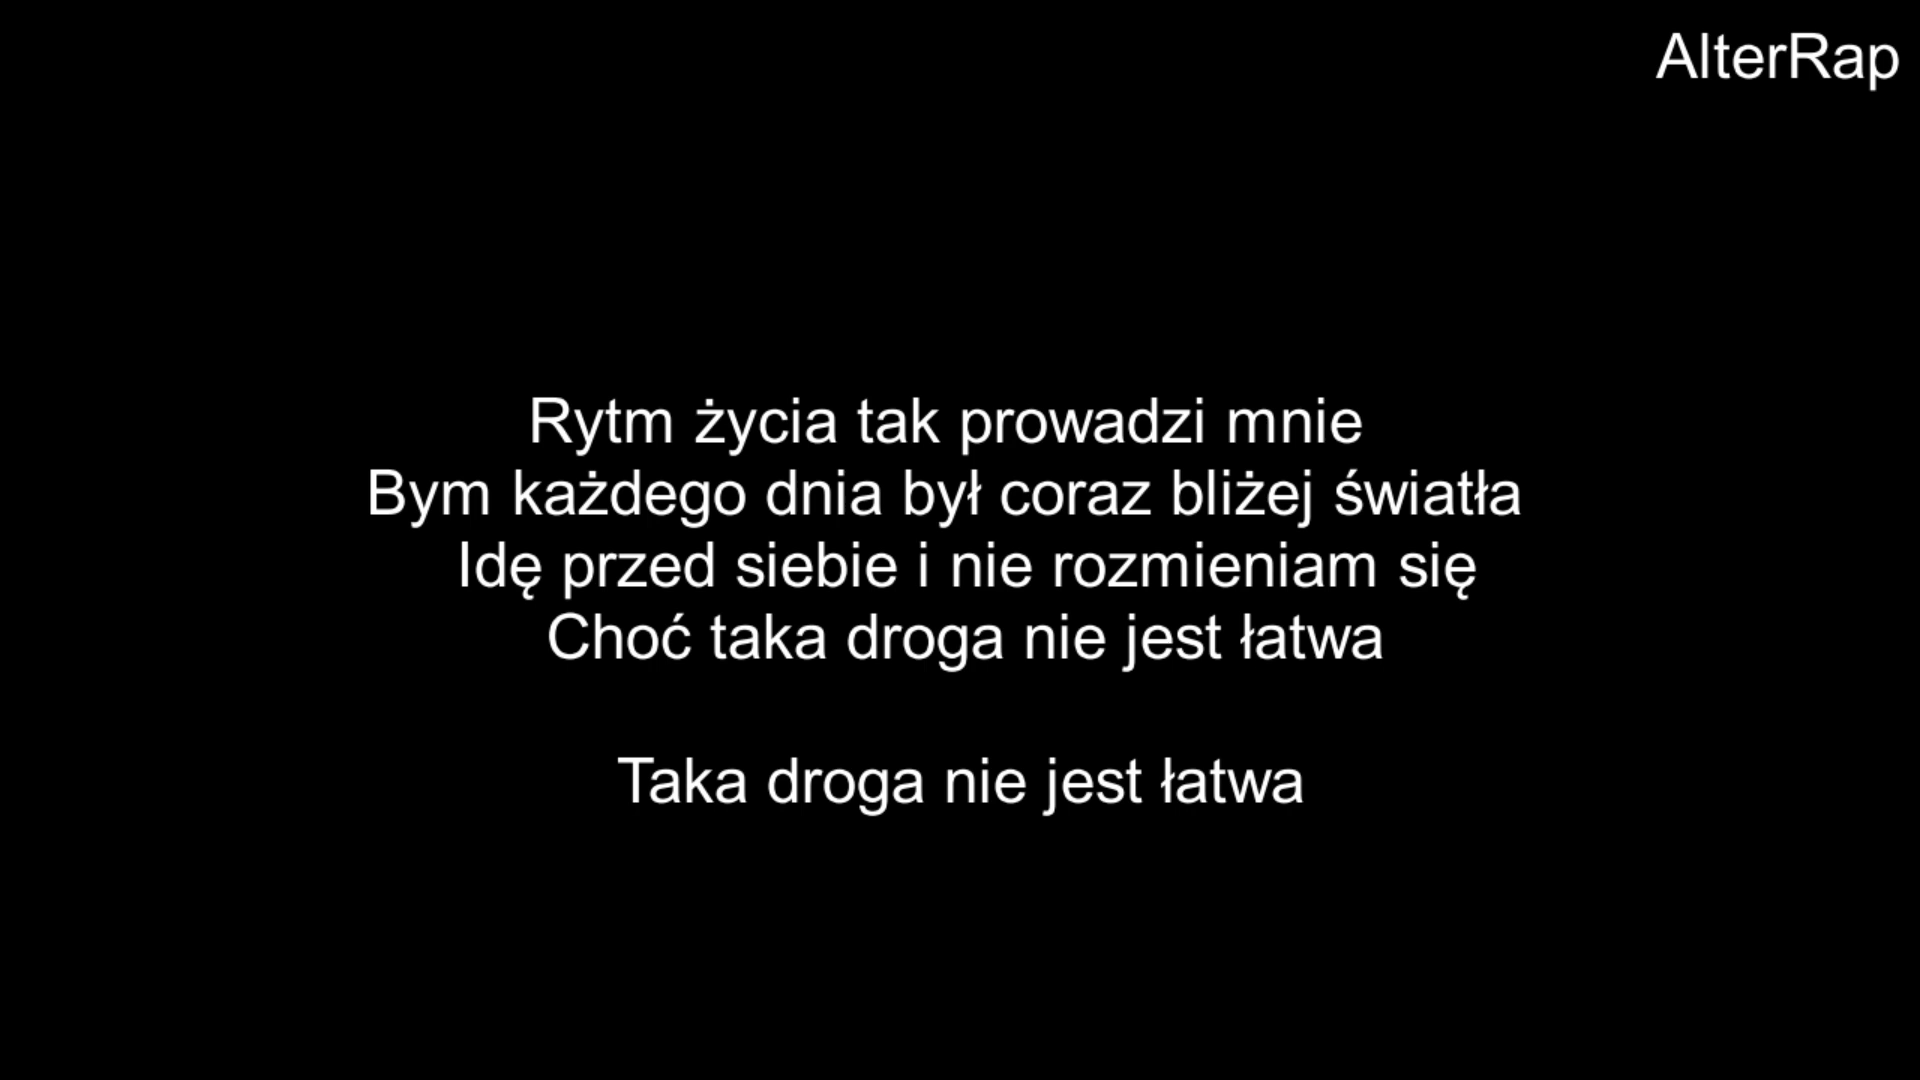 AlterRap
Rytm życia tak prowadzi mnie
Bym każdego dnia był coraz bliżej światła
Idę przed siebie i nie rozmieniam się
Choć taka droga nie jest łatwa
Taka droga nie jest łatwa